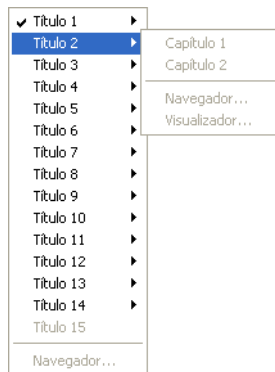 Título 1
Título 2
Título 3
Título 4
Título 5
Título 6
Título 7
Título 8
Título 9
Título 10
Título 11
Título 12
Título 13
Título 14
Título 15
Navegador...
Capítulo 1
Capítulo 2
Navegador...
Visualizador...